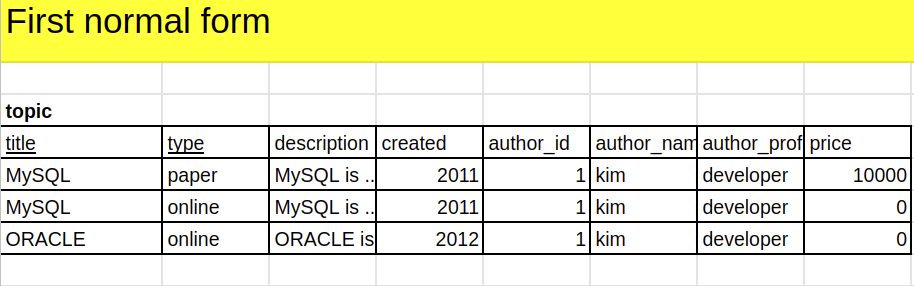 First normal form
topic
title type description created author_id author_nam author_prof price
MySQL paper MySQL is .. 2011 1 kim developer 10000
MySQL online MySQL is .. 2011 1 kim developer 0
ORACLE online ORACLE is 2012 1 kim developer 0